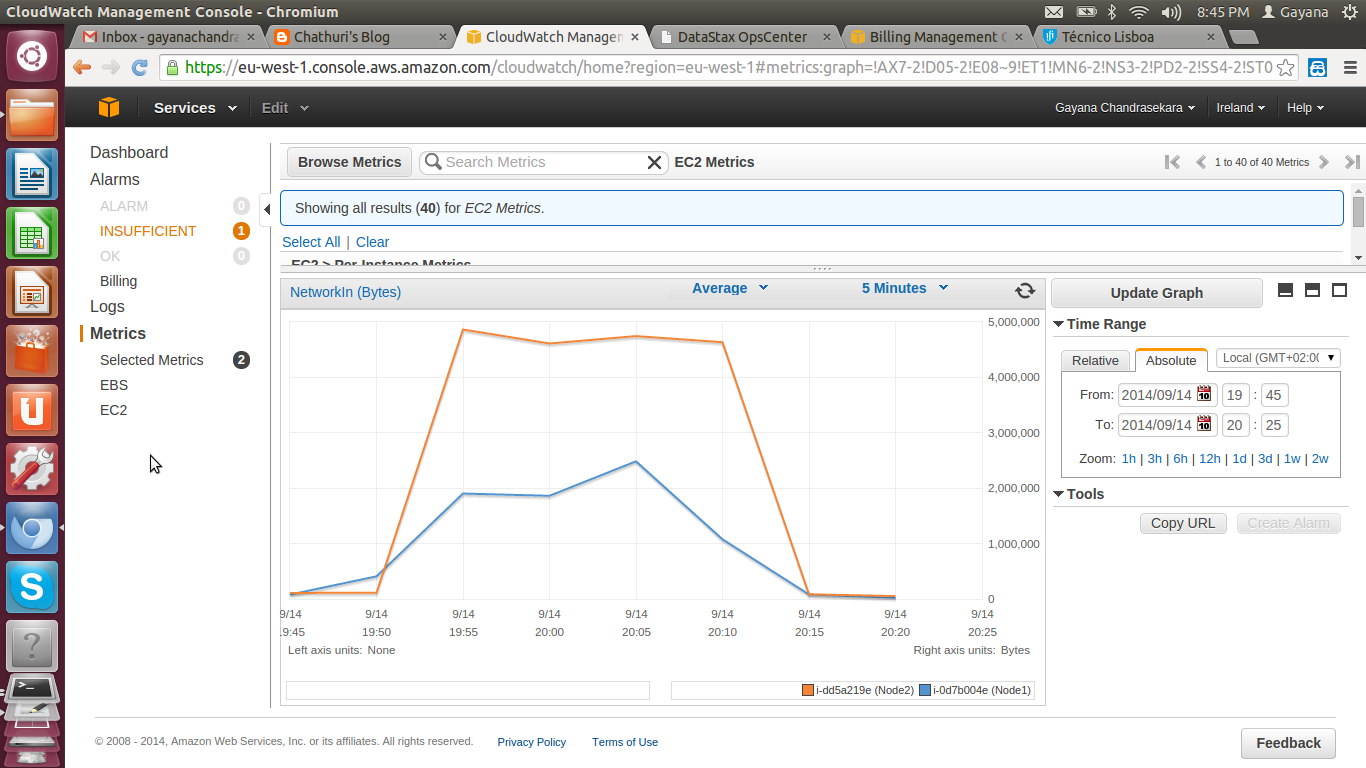 CloudWatch Management Console - Chromium
8:45 PM Gayana
Inbox - gayanachandra
Chathuri's Blog
CloudWatch Managem
DataStax OpsCenter
Billing Management C
Técnico Lisboa
https://eu-west-1.console.aws.amazon.com/cloudwatch/home?region=eu-west-1#metrics:graph=!AX7-2!D05-2!E08~9!ET1!MN6-2!NS3-2!PD2-2!SS4-2!ST0
Services Edit
Gayana Chandrasekara Ireland Help
Dashboard
Alarms
ALARM 0
INSUFFICIENT 1
OK 0
Billing
Logs
Metrics
Selected Metrics 2
EBS
EC2
Browse Metrics Search Metrics EC2 Metrics
1 to 40 of 40 Metrics
Showing all results (40) for EC2 Metrics.
Select All | Clear
EC2 > Per-Instance Metrics
NetworkIn (Bytes) Average 5 Minutes
5,000,000
4,000,000
3,000,000
2,000,000
1,000,000
0
9/14 9/14 9/14 9/14 9/14 9/14 9/14 9/14 9/14
19:45 19:50 19:55 20:00 20:05 20:10 20:15 20:20 20:25
Left axis units: None Right axis units: Bytes
i-dd5a219e (Node2) i-0d7b004e (Node1)
Update Graph
Time Range
Relative Absolute Local (GMT+02:00
From: 2014/09/14 10 19 : 45
To: 2014/09/14 10 20 : 25
Zoom: 1h | 3h | 6h | 12h | 1d | 3d | 1w | 2w
Tools
Copy URL Create Alarm
© 2008 - 2014, Amazon Web Services, Inc. or its affiliates. All rights reserved. Privacy Policy Terms of Use
Feedback